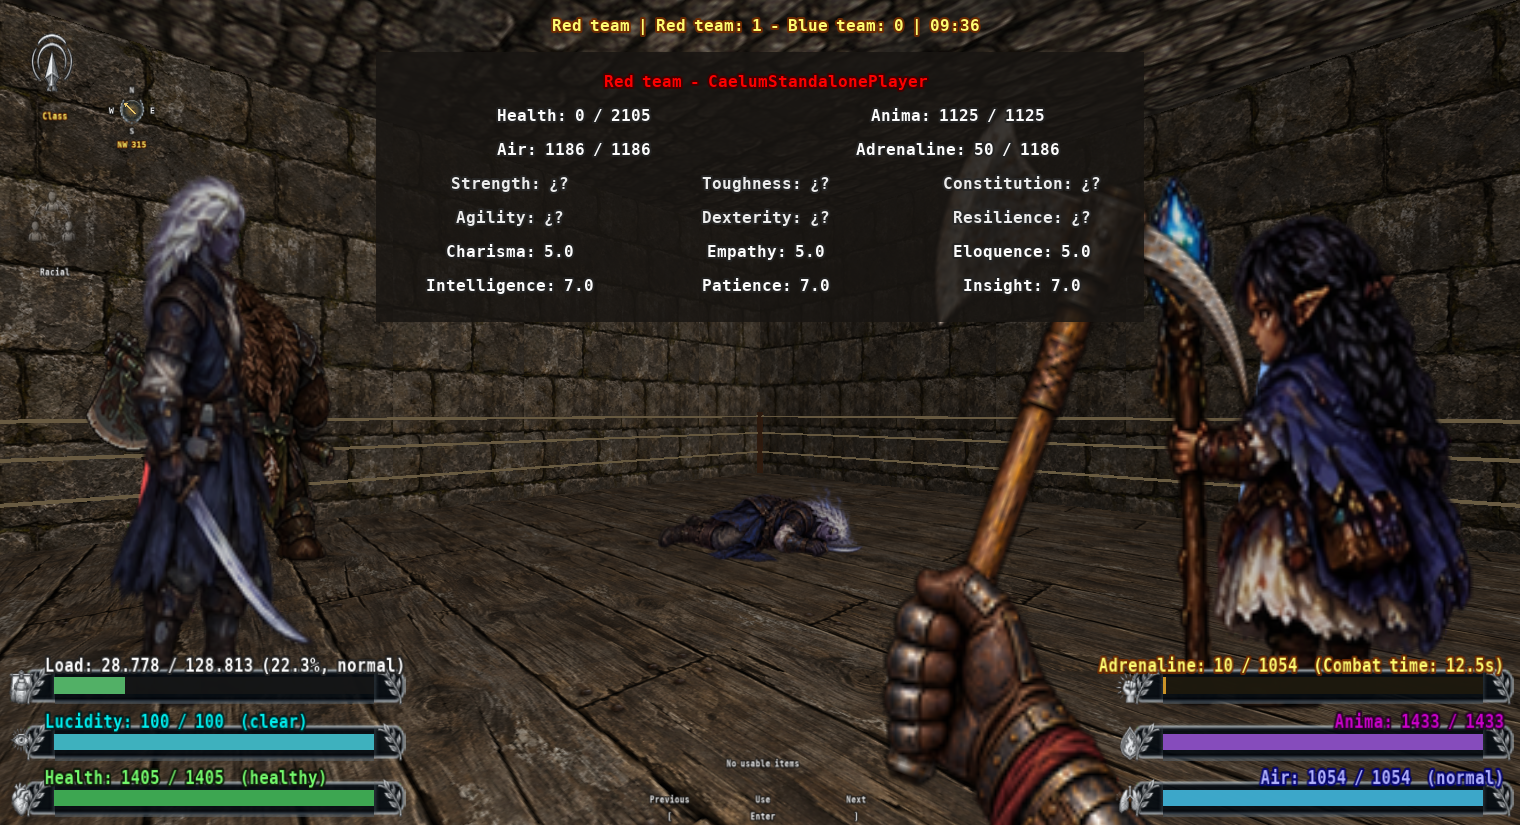 Red team | Red team: 1 - Blue team: 0 | 09:36
Red team - CaelumStandalonePlayer
Health: 0 / 2105 Anima: 1125 / 1125
Air: 1186 / 1186 Adrenaline: 50 / 1186
Strength: ¿? Toughness: ¿? Constitution: ¿?
Agility: ¿? Dexterity: ¿? Resilience: ¿?
Charisma: 5.0 Empathy: 5.0 Eloquence: 5.0
Intelligence: 7.0 Patience: 7.0 Insight: 7.0
Class
N
W E
S
NW 315
Racial
Load: 28.778 / 128.813 (22.3%, normal)
Lucidity: 100 / 100 (clear)
Health: 1405 / 1405 (healthy)
Adrenaline: 10 / 1054 (Combat time: 12.5s)
Anima: 1433 / 1433
Air: 1054 / 1054 (normal)
No usable items
Previous Use Next
[ Enter ]